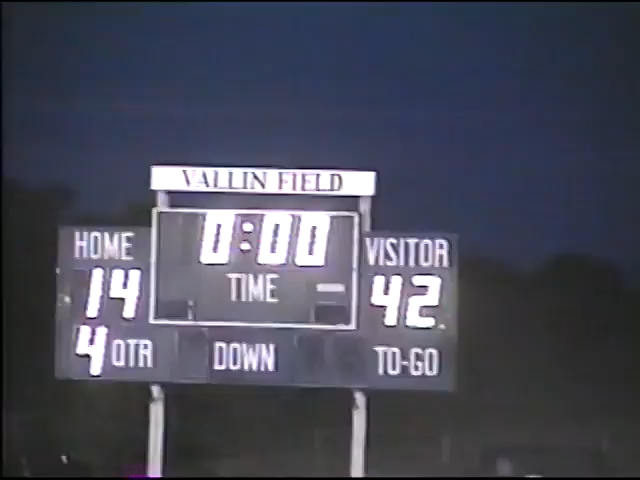 VALLIN FIELD
0:00
HOME TIME VISITOR
14 42
4 QTR DOWN TO-GO